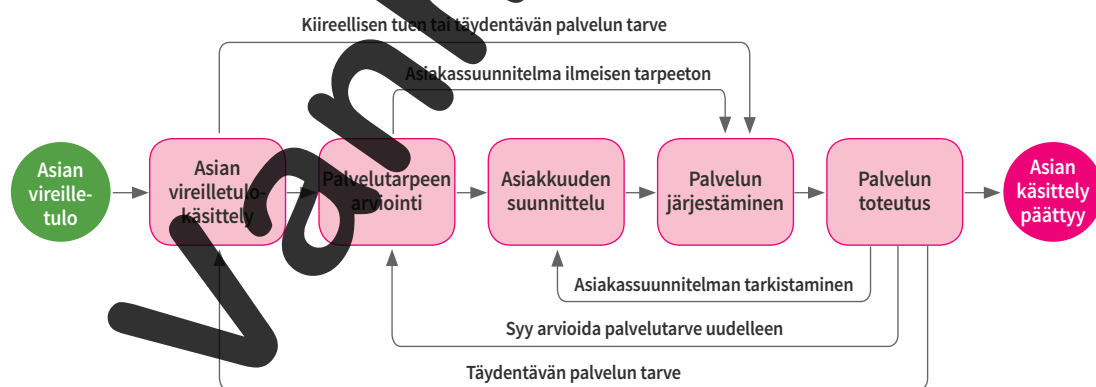 Kiireellisen tuen tai täydentävän palvelun tarve
Asiakassuunnitelma ilmeisen tarpeeton
Asian
vireille-
tulo
Asian
vireilletulo-
käsittely
Palvelutarpeen
arviointi
Asiakkuuden
suunnittelu
Palvelun
järjestäminen
Palvelun
toteutus
Asian
käsittely
päättyy
Asiakassuunnitelman tarkistaminen
Syy arvioida palvelutarve uudelleen
Täydentävän palvelun tarve